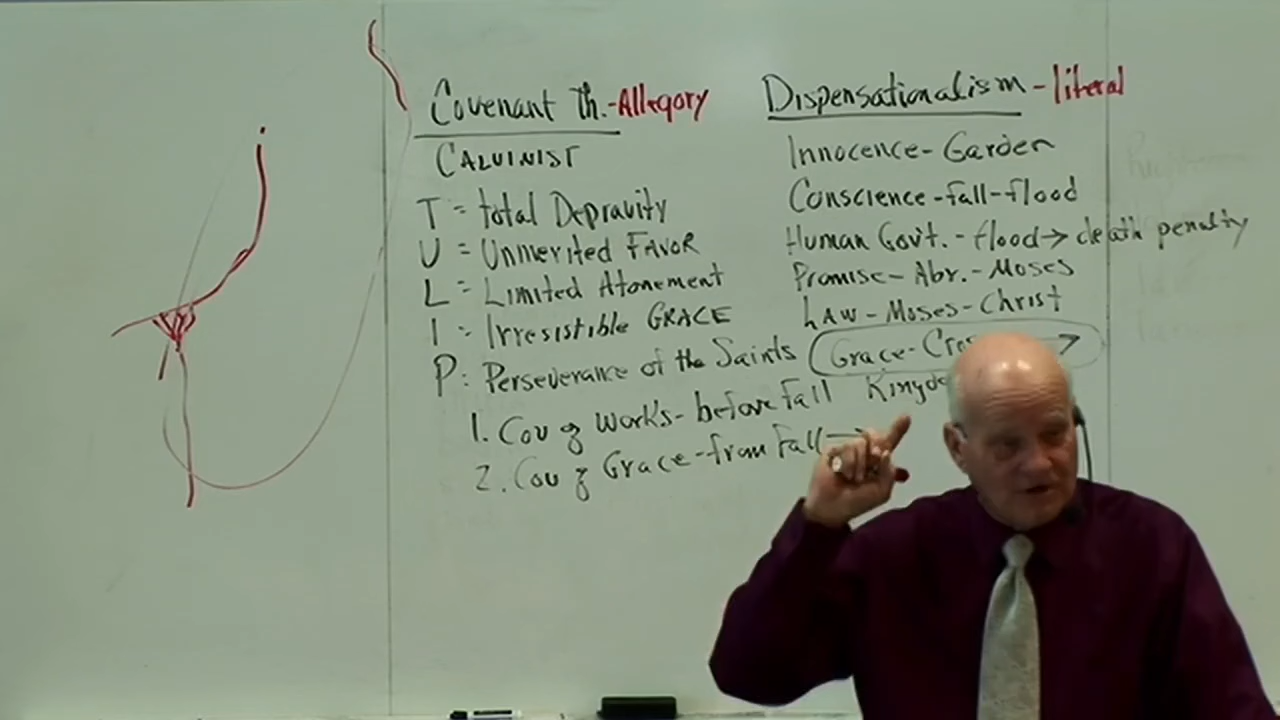 Covenant Th. - Allegory
CALVINIST
T = total Depravity
U = Unmerited Favor
L = Limited Atonement
I = Irresistible GRACE
P: Perseverance of the Saints
1. Cov of Works - before Fall
2. Cov of Grace - from Fall →
Dispensationalism - literal
Innocence - Garden
Conscience - fall - flood
Human Gov't. - flood → death penalty
Promise - Abr. - Moses
LAW - Moses - Christ
Grace -